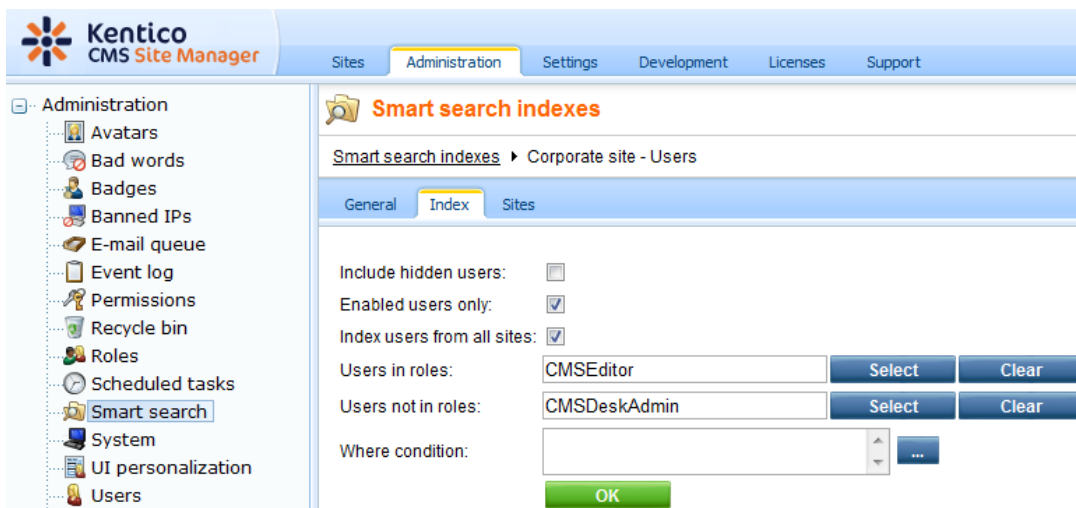 Kentico
CMS Site Manager
Sites Administration Settings Development Licenses Support
Administration
Avatars
Bad words
Badges
Banned IPs
E-mail queue
Event log
Permissions
Recycle bin
Roles
Scheduled tasks
Smart search
System
UI personalization
Users
Smart search indexes
Smart search indexes Corporate site - Users
General Index Sites
Include hidden users:
Enabled users only:
Index users from all sites:
Users in roles: CMSEditor Select Clear
Users not in roles: CMSDeskAdmin Select Clear
Where condition: ...
OK